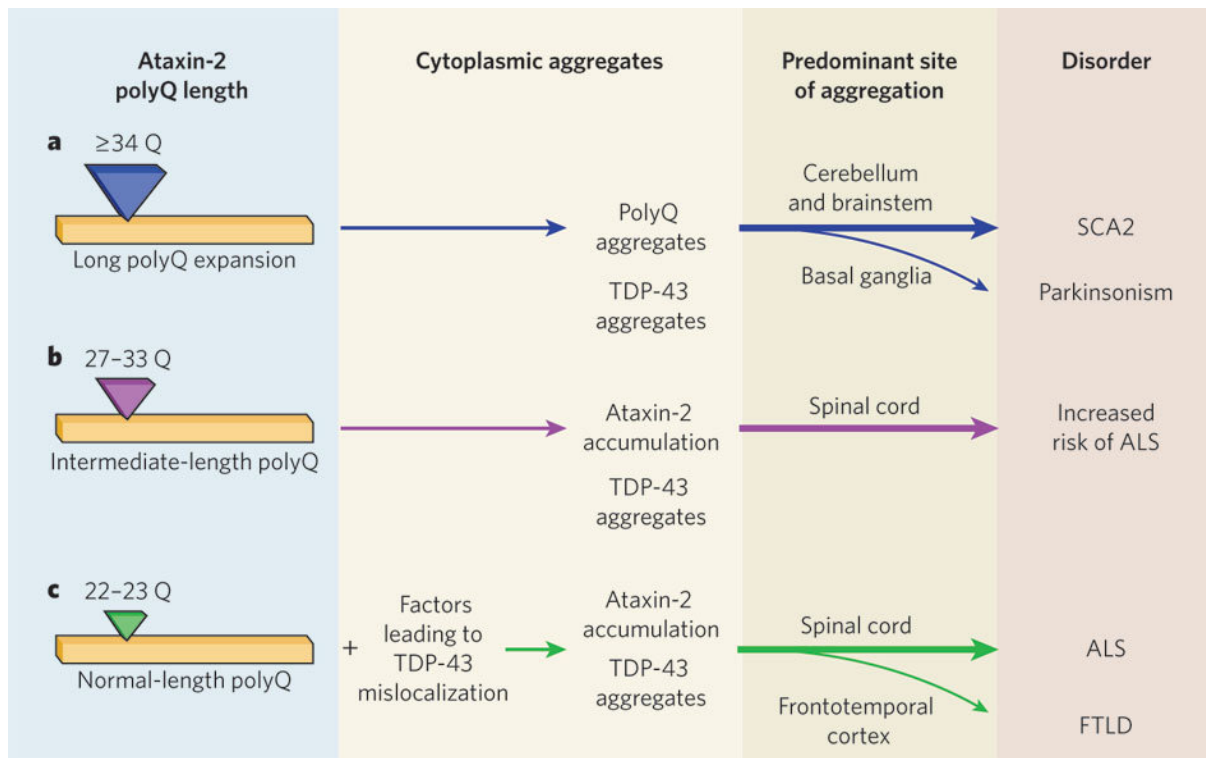 Ataxin-2
polyQ length
Cytoplasmic aggregates
Predominant site
of aggregation
Disorder
a
≥34 Q
Long polyQ expansion
PolyQ
aggregates
TDP-43
aggregates
Cerebellum
and brainstem
Basal ganglia
SCA2
Parkinsonism
b
27–33 Q
Intermediate-length polyQ
Ataxin-2
accumulation
TDP-43
aggregates
Spinal cord
Increased
risk of ALS
c
22–23 Q
Normal-length polyQ
+
Factors
leading to
TDP-43
mislocalization
Ataxin-2
accumulation
TDP-43
aggregates
Spinal cord
Frontotemporal
cortex
ALS
FTLD